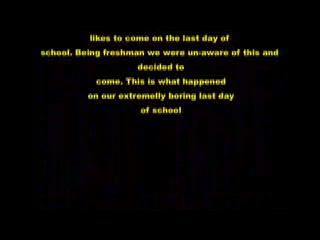 likes to come on the last day of
school. Being freshman we were un-aware of this and
decided to
come. This is what happened
on our extremelly boring last day
of school